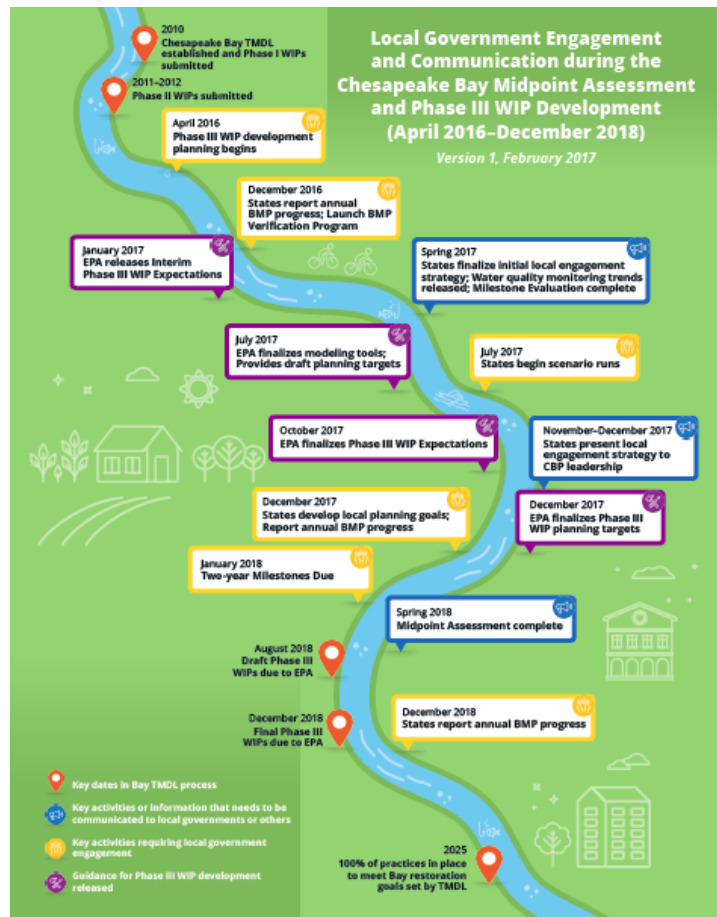 2010
Chesapeake Bay TMDL
established and Phase I WIPs
submitted
Local Government Engagement
and Communication during the
Chesapeake Bay Midpoint Assessment
and Phase III WIP Development
(April 2016–December 2018)
Version 1, February 2017
2011–2012
Phase II WIPs submitted
April 2016
Phase III WIP development
planning begins
December 2016
States report annual
BMP progress; Launch BMP
Verification Program
January 2017
EPA releases Interim
Phase III WIP Expectations
Spring 2017
States finalize initial local engagement
strategy; Water quality monitoring trends
released; Milestone Evaluation complete
July 2017
EPA finalizes modeling tools;
Provides draft planning targets
July 2017
States begin scenario runs
October 2017
EPA finalizes Phase III WIP Expectations
November–December 2017
States present local
engagement strategy to
CBP leadership
December 2017
States develop local planning goals;
Report annual BMP progress
December 2017
EPA finalizes Phase III
WIP planning targets
January 2018
Two-year Milestones Due
Spring 2018
Midpoint Assessment complete
August 2018
Draft Phase III
WIPs due to EPA
December 2018
Final Phase III
WIPs due to EPA
December 2018
States report annual BMP progress
Key dates in Bay TMDL process
Key activities or information that needs to be
communicated to local governments or others
Key activities requiring local government
engagement
Guidance for Phase III WIP development
released
2025
100% of practices in place
to meet Bay restoration
goals set by TMDL